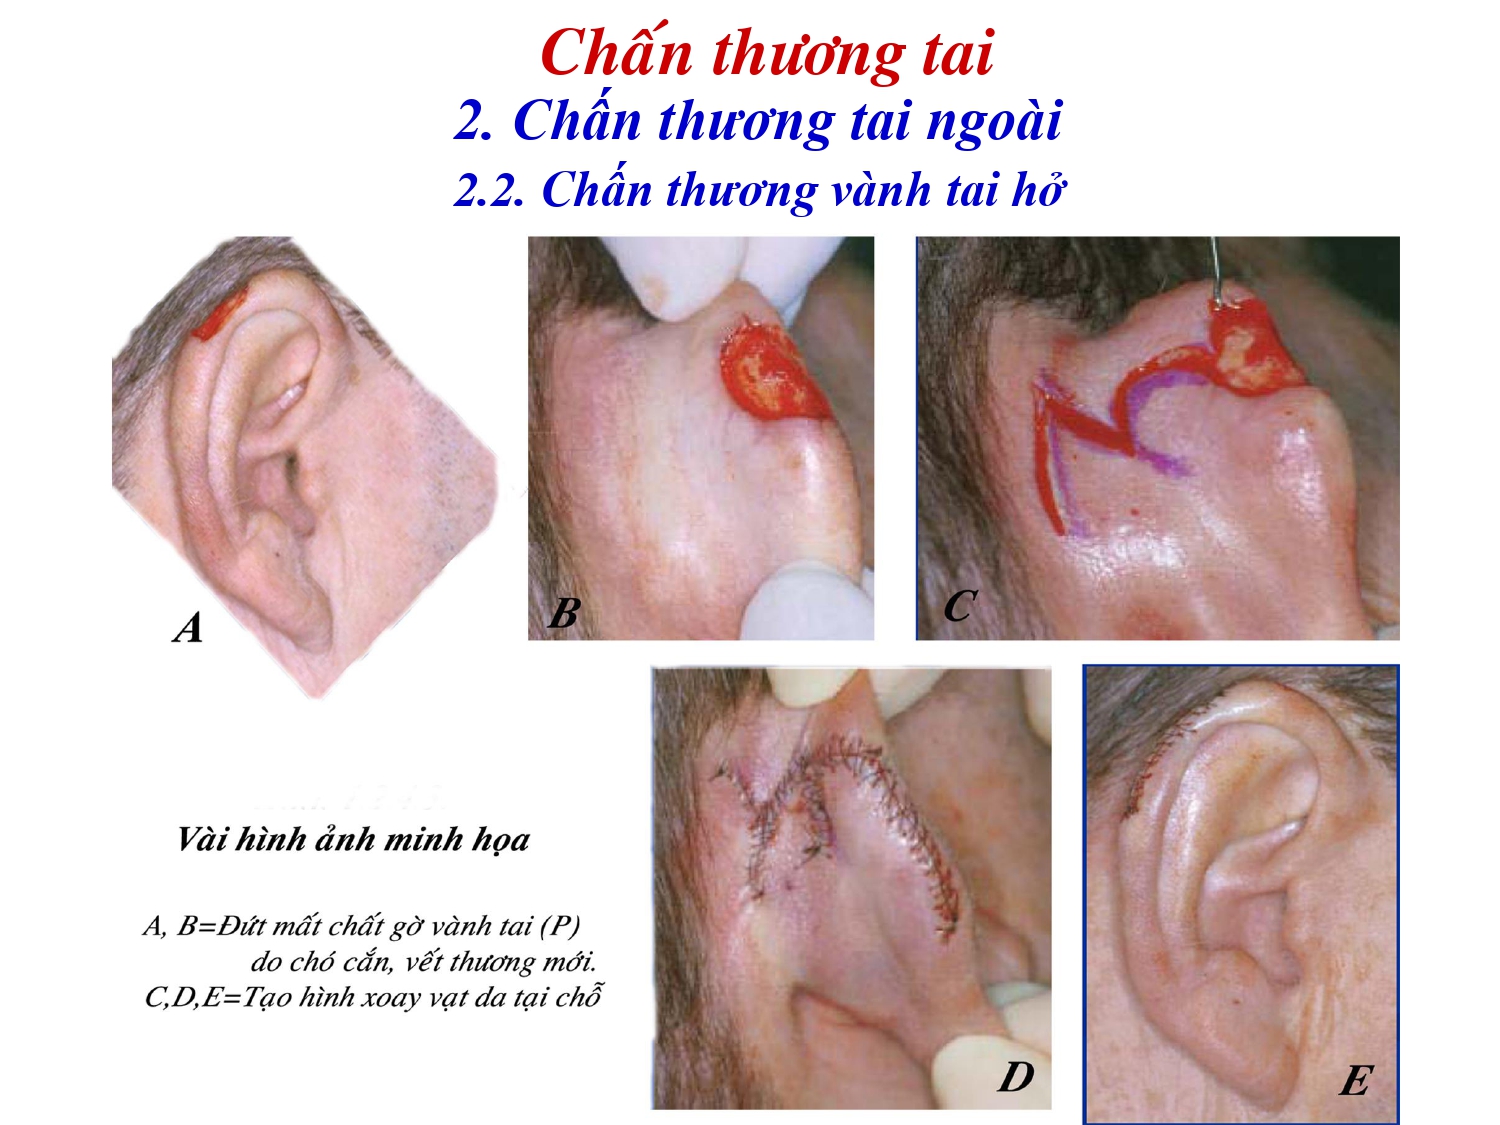 Chấn thương tai
2. Chấn thương tai ngoài
2.2. Chấn thương vành tai hở
A
B
C
D
E
Vài hình ảnh minh họa
A, B=Đứt mất chất gờ vành tai (P)
do chó cắn, vết thương mới.
C,D,E=Tạo hình xoay vạt da tại chỗ